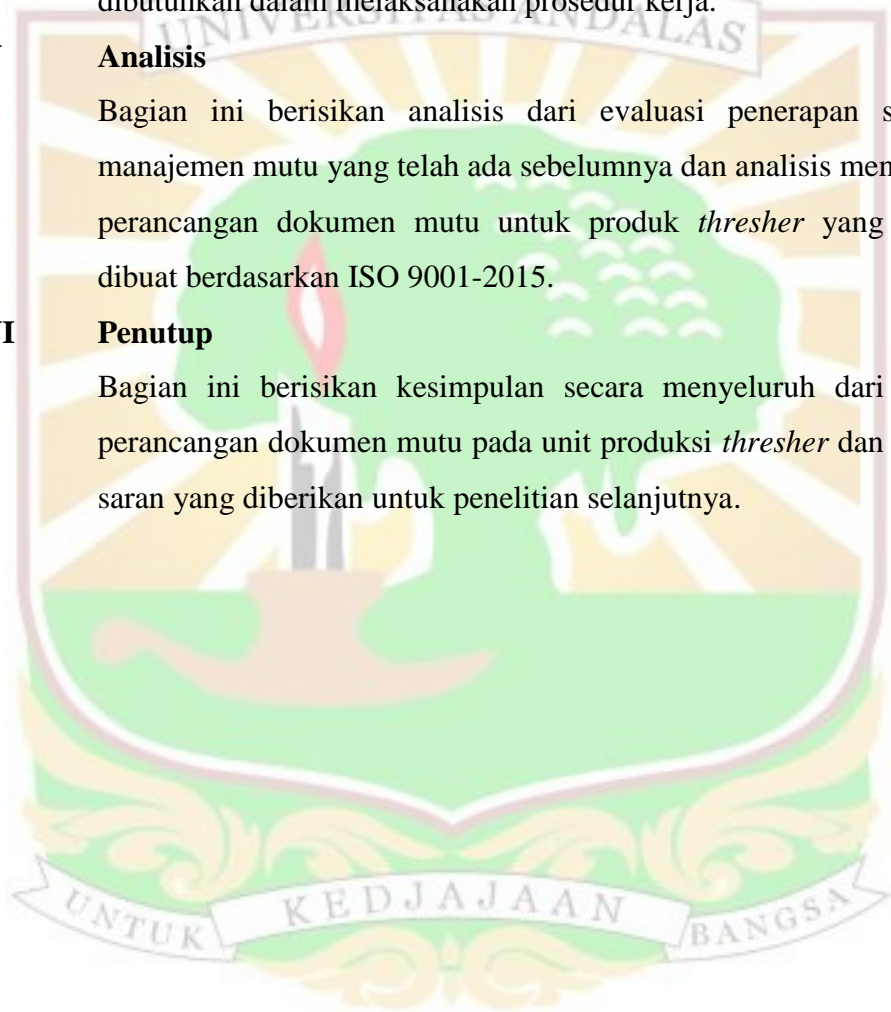 dibutuhkan dalam melaksanakan prosedur kerja.
UNIVERSITAS ANDALAS
Analisis
Bagian ini berisikan analisis dari evaluasi penerapan s
manajemen mutu yang telah ada sebelumnya dan analisis men
perancangan dokumen mutu untuk produk thresher yang
dibuat berdasarkan ISO 9001-2015.
VI Penutup
Bagian ini berisikan kesimpulan secara menyeluruh dari
perancangan dokumen mutu pada unit produksi thresher dan
saran yang diberikan untuk penelitian selanjutnya.
UNTUK KEDJAJAAN BANGSA